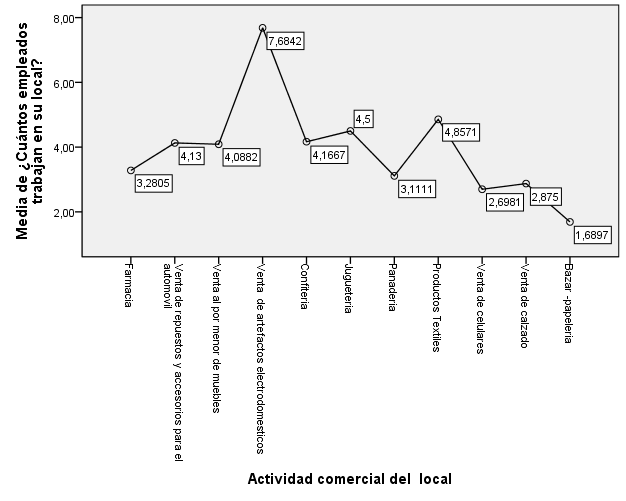 Media de ¿Cuántos empleados
trabajan en su local?
8,00
6,00
4,00
2,00
3,2805
4,13
4,0882
7,6842
4,1667
4,5
3,1111
4,8571
2,6981
2,875
1,6897
Farmacia
Venta de repuestos y accesorios para el
automovil
Venta al por menor de muebles
Venta de artefactos electrodomesticos
Confiteria
Jugueteria
Panaderia
Productos Textiles
Venta de celulares
Venta de calzado
Bazar -papeleria
Actividad comercial del local